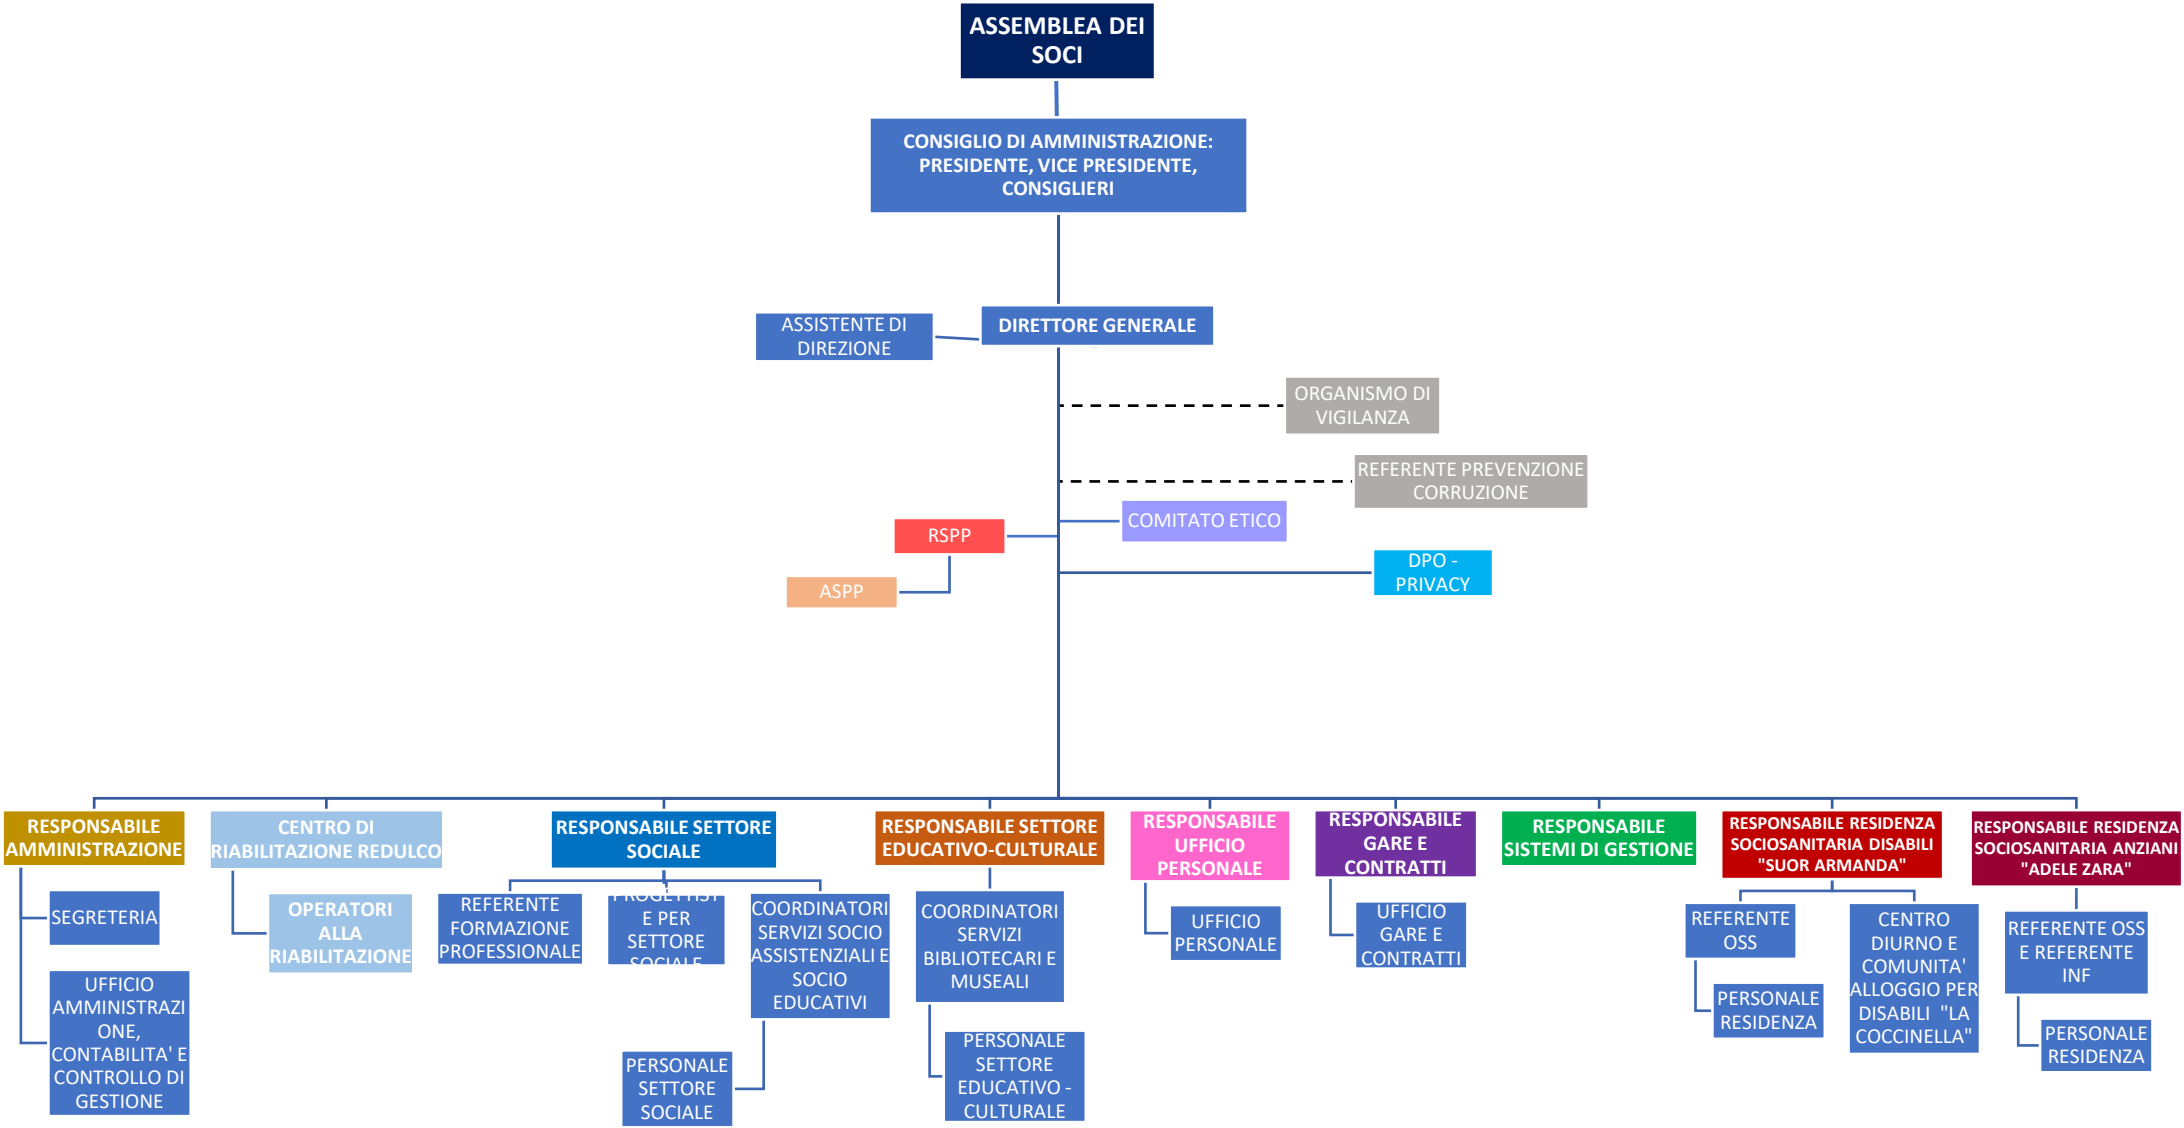 ASSEMBLEA DEI
SOCI
CONSIGLIO DI AMMINISTRAZIONE:
PRESIDENTE, VICE PRESIDENTE,
CONSIGLIERI
ASSISTENTE DI
DIREZIONE
DIRETTORE GENERALE
ORGANISMO DI
VIGILANZA
REFERENTE PREVENZIONE
CORRUZIONE
COMITATO ETICO
RSPP
DPO -
PRIVACY
ASPP
RESPONSABILE
AMMINISTRAZIONE
CENTRO DI
RIABILITAZIONE REDULCO
RESPONSABILE SETTORE
SOCIALE
RESPONSABILE SETTORE
EDUCATIVO-CULTURALE
RESPONSABILE
UFFICIO
PERSONALE
RESPONSABILE
GARE E
CONTRATTI
RESPONSABILE
SISTEMI DI GESTIONE
RESPONSABILE RESIDENZA
SOCIOSANITARIA DISABILI
"SUOR ARMANDA"
RESPONSABILE RESIDENZA
SOCIOSANITARIA ANZIANI
"ADELE ZARA"
SEGRETERIA
UFFICIO
AMMINISTRAZI
ONE,
CONTABILITA' E
CONTROLLO DI
GESTIONE
OPERATORI
ALLA
RIABILITAZIONE
REFERENTE
FORMAZIONE
PROFESSIONALE
PROGETTIST
E PER
SETTORE
SOCIALE
COORDINATORI
SERVIZI SOCIO
ASSISTENZIALI E
SOCIO
EDUCATIVI
PERSONALE
SETTORE
SOCIALE
COORDINATORI
SERVIZI
BIBLIOTECARI E
MUSEALI
PERSONALE
SETTORE
EDUCATIVO -
CULTURALE
UFFICIO
PERSONALE
UFFICIO
GARE E
CONTRATTI
REFERENTE
OSS
PERSONALE
RESIDENZA
CENTRO
DIURNO E
COMUNITA'
ALLOGGIO PER
DISABILI "LA
COCCINELLA"
REFERENTE OSS
E REFERENTE
INF
PERSONALE
RESIDENZA